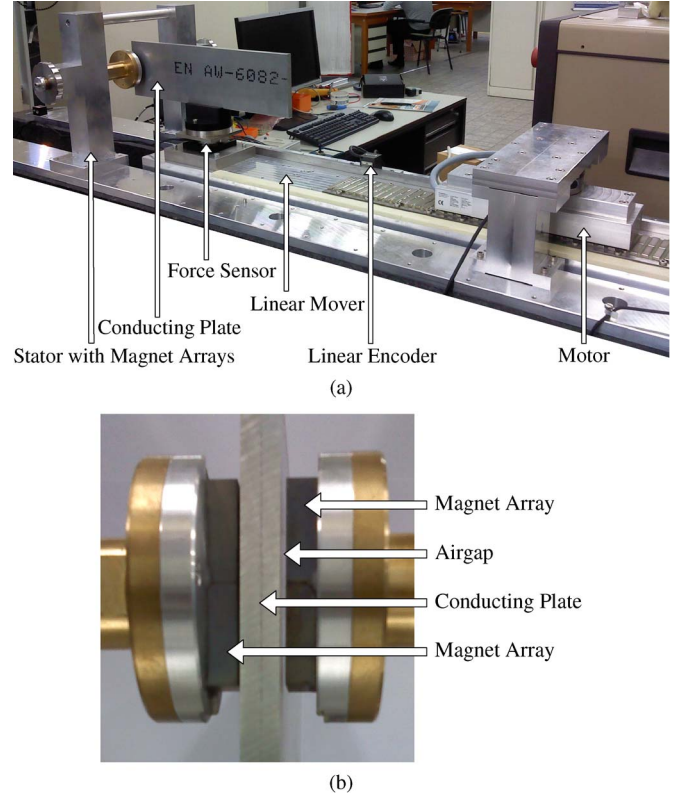 EN AW-6082-
Force Sensor
Linear Mover
Conducting Plate
Stator with Magnet Arrays
Linear Encoder
Motor
(a)
Magnet Array
Airgap
Conducting Plate
Magnet Array
(b)